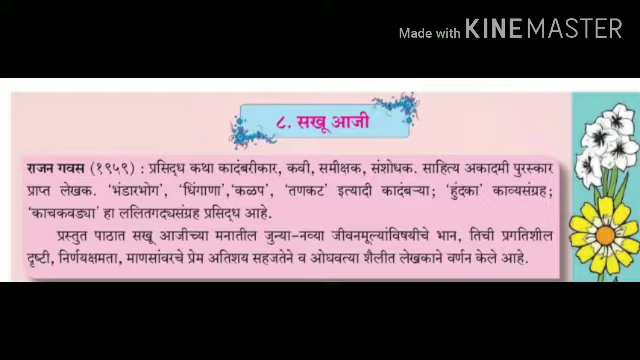 Made with KINEMASTER
८. सखू आजी
राजन गवस (१९५९) : प्रसिद्ध कथा कादंबरीकार, कवी, समीक्षक, संशोधक. साहित्य अकादमी पुरस्कार
प्राप्त लेखक. 'भंडारभोग', 'धिंगाणा', 'कळप', 'तणकट' इत्यादी कादंबऱ्या; 'हुंदका' काव्यसंग्रह;
'काचकवड्या' हा ललितगद्यसंग्रह प्रसिद्ध आहे.
प्रस्तुत पाठात सखू आजीच्या मनातील जुन्या-नव्या जीवनमूल्यांविषयीचे भान, तिची प्रगतिशील
दृष्टी, निर्णयक्षमता, माणसांवरचे प्रेम अतिशय सहजतेने व ओघवत्या शैलीत लेखकाने वर्णन केले आहे.